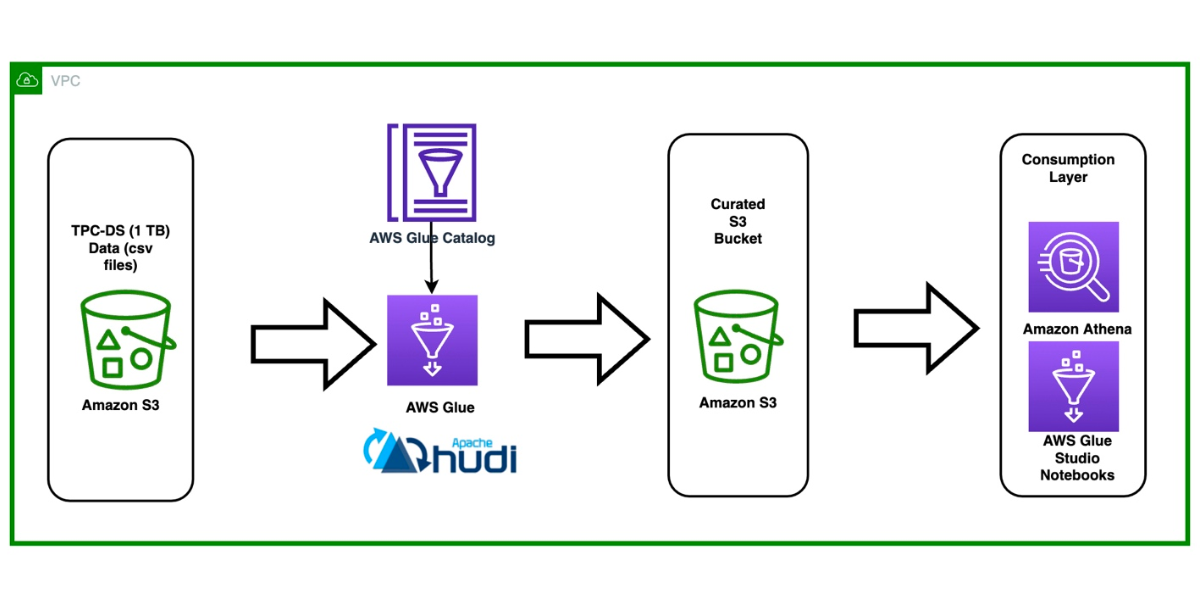 VPC
TPC-DS (1 TB)
Data (csv
files)
Amazon S3
AWS Glue Catalog
AWS Glue
Apache
hudi
Curated
S3
Bucket
Amazon S3
Consumption
Layer
Amazon Athena
AWS Glue
Studio
Notebooks